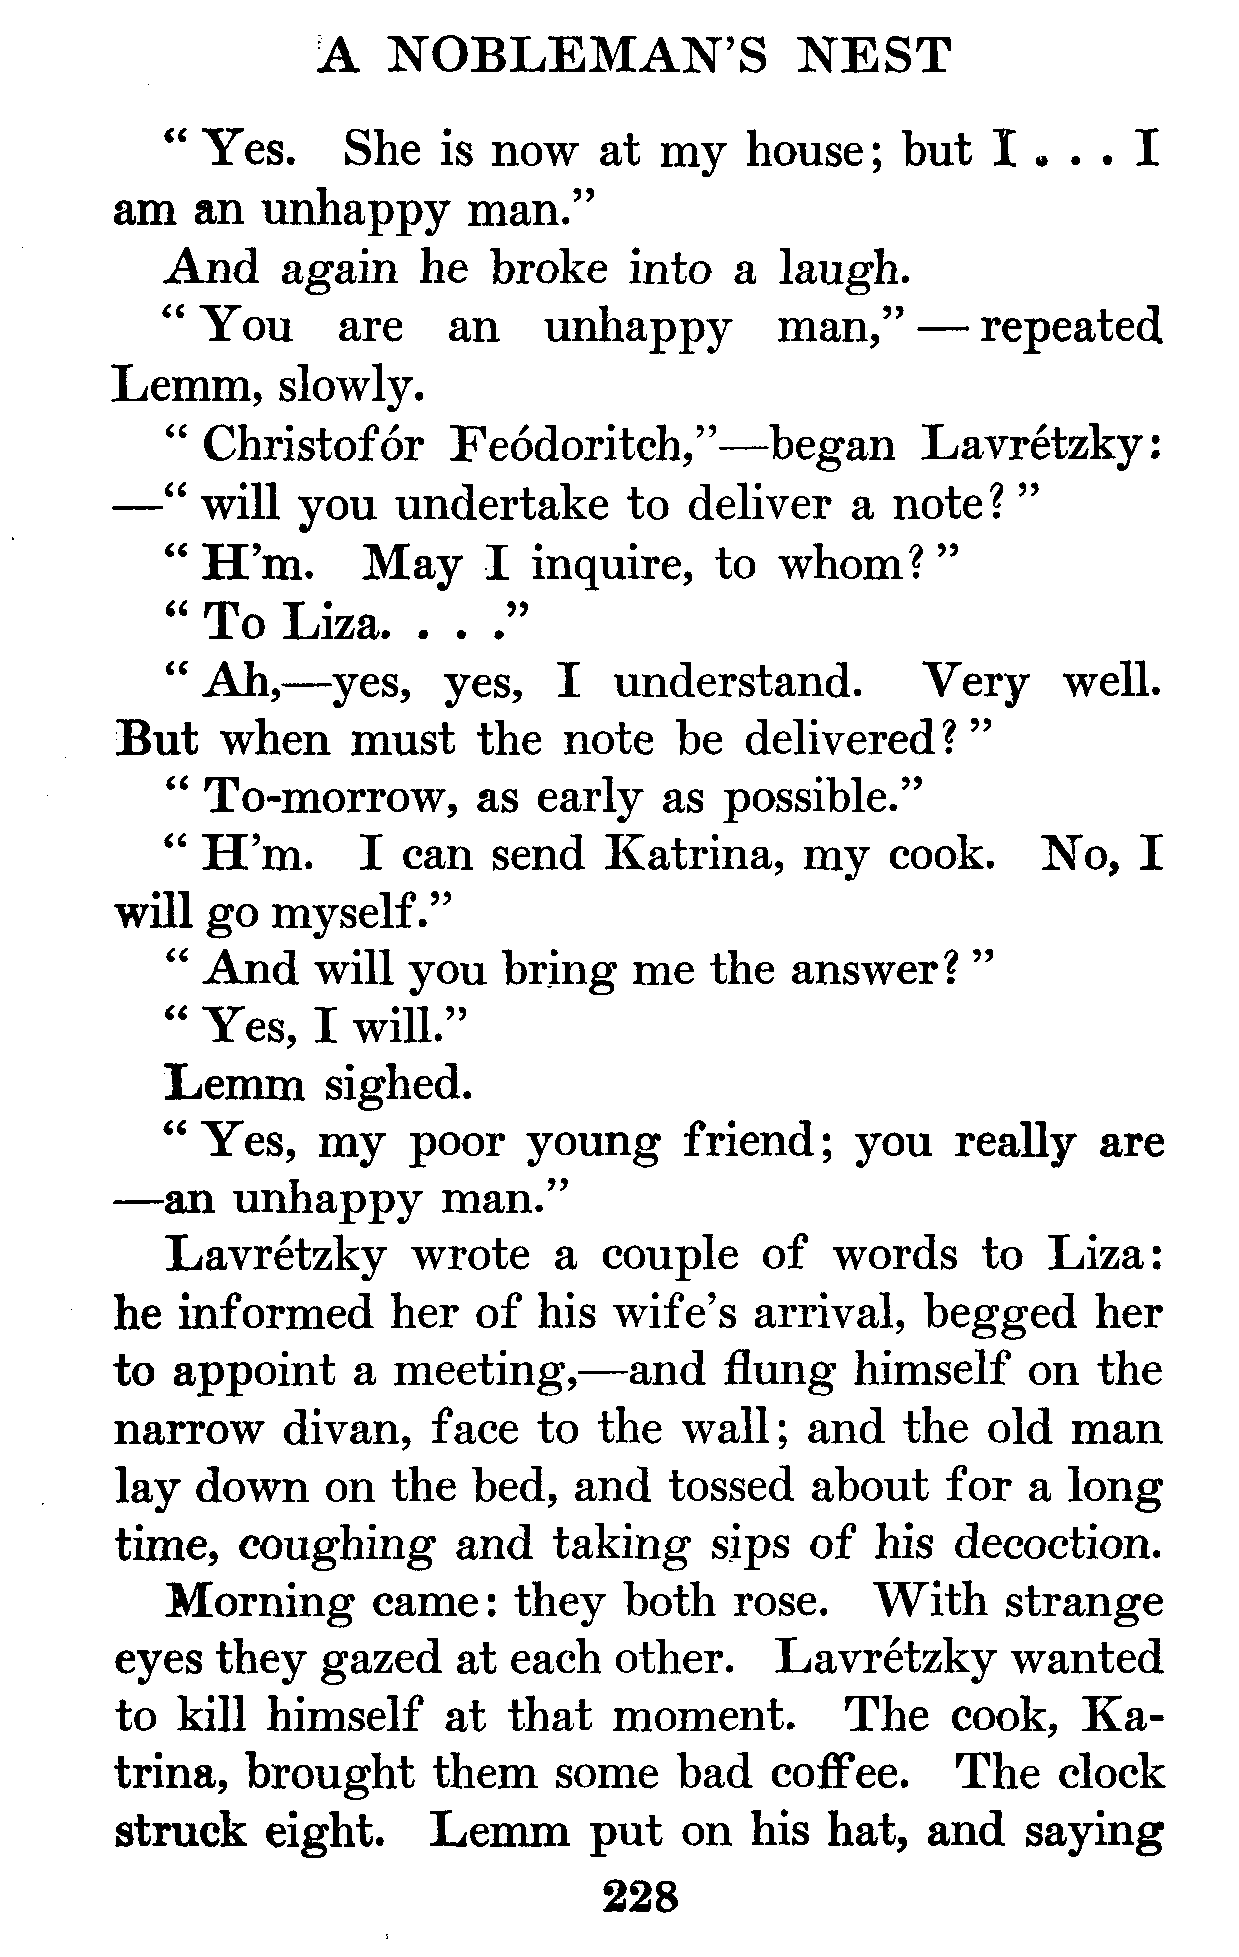 A NOBLEMAN'S NEST
“ Yes. She is now at my house; but I . . . I
am an unhappy man.”
And again he broke into a laugh.
“ You are an unhappy man,” — repeated
Lemm, slowly.
“ Christofór Feódoritch,”—began Lavrétzky:
—“ will you undertake to deliver a note? ”
“ H’m. May I inquire, to whom? ”
“ To Liza. . . .”
“ Ah,—yes, yes, I understand. Very well.
But when must the note be delivered? ”
“ To-morrow, as early as possible.”
“ H’m. I can send Katrina, my cook. No, I
will go myself.”
“ And will you bring me the answer? ”
“ Yes, I will.”
Lemm sighed.
“ Yes, my poor young friend; you really are
—an unhappy man.”
Lavrétzky wrote a couple of words to Liza:
he informed her of his wife’s arrival, begged her
to appoint a meeting,—and flung himself on the
narrow divan, face to the wall; and the old man
lay down on the bed, and tossed about for a long
time, coughing and taking sips of his decoction.
Morning came: they both rose. With strange
eyes they gazed at each other. Lavrétzky wanted
to kill himself at that moment. The cook, Ka-
trina, brought them some bad coffee. The clock
struck eight. Lemm put on his hat, and saying
228